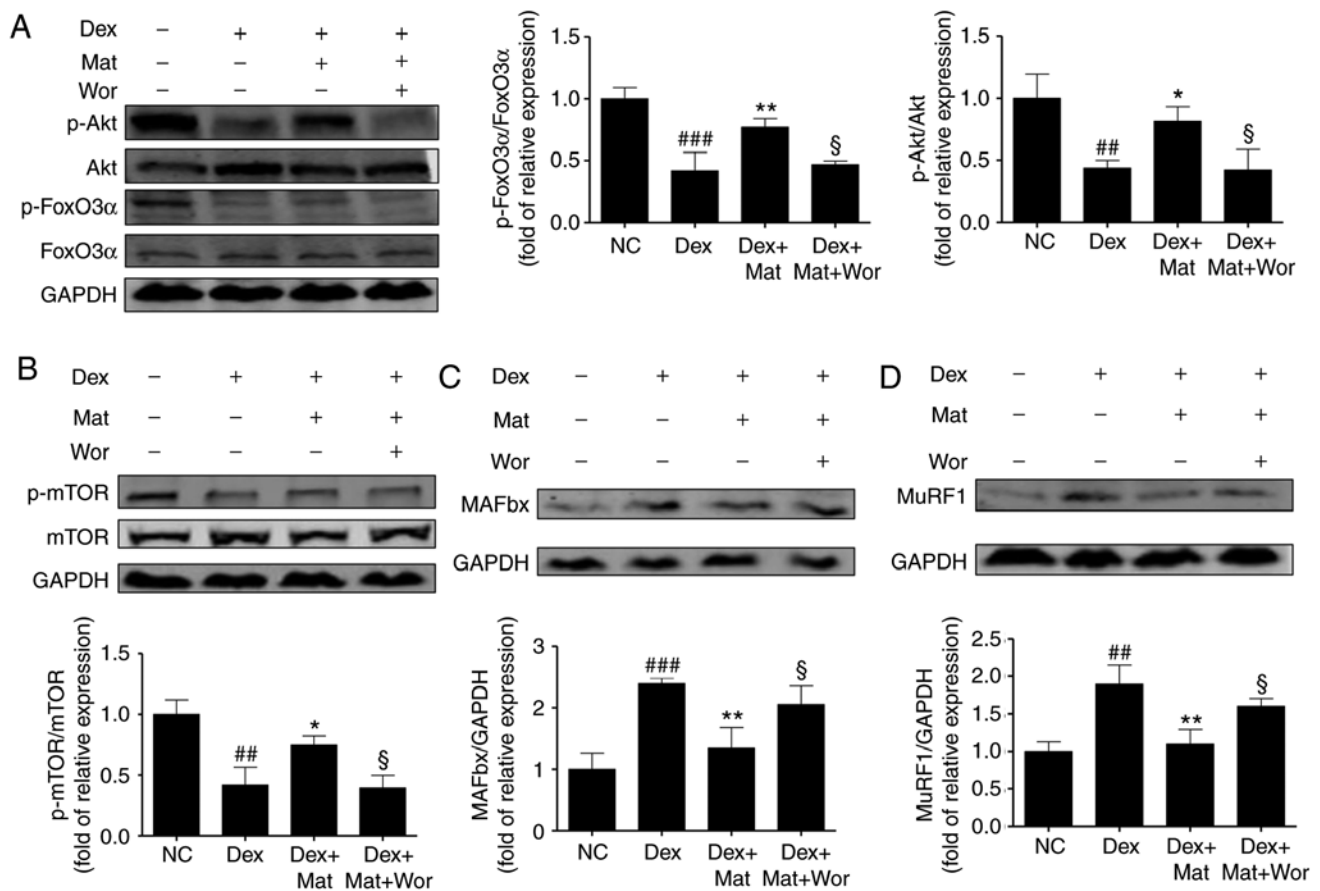 A
Dex – + + +
Mat – – + +
Wor – – – +
p-Akt
Akt
p-FoxO3α
FoxO3α
GAPDH
p-FoxO3α/FoxO3α
(fold of relative expression)
1.5
1.0
0.5
0.0
###
**
§
NC Dex Dex+ Dex+
Mat Mat+Wor
p-Akt/Akt
(fold of relative expression)
1.5
1.0
0.5
0.0
##
*
§
NC Dex Dex+ Dex+
Mat Mat+Wor
B
Dex – + + +
Mat – – + +
Wor – – – +
p-mTOR
mTOR
GAPDH
p-mTOR/mTOR
(fold of relative expression)
1.5
1.0
0.5
0.0
##
*
§
NC Dex Dex+ Dex+
Mat Mat+Wor
C
Dex – + + +
Mat – – + +
Wor – – – +
MAFbx
GAPDH
MAFbx/GAPDH
(fold of relative expression)
3
2
1
0
###
**
§
NC Dex Dex+ Dex+
Mat Mat+Wor
D
Dex – + + +
Mat – – + +
Wor – – – +
MuRF1
GAPDH
MuRF1/GAPDH
(fold of relative expression)
2.5
2.0
1.5
1.0
0.5
0.0
##
**
§
NC Dex Dex+ Dex+
Mat Mat+Wor